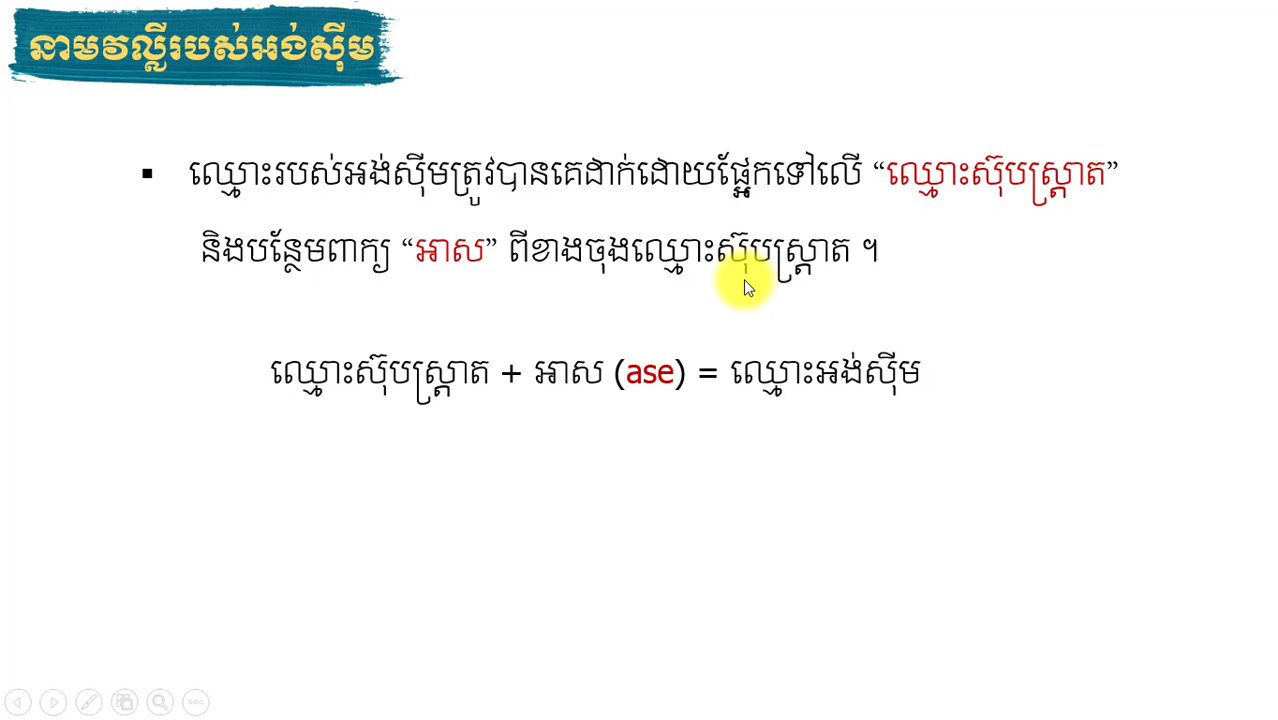 នាមវល្លីរបស់អង់ស៊ីម
▪ ឈ្មោះរបស់អង់ស៊ីមត្រូវបានគេដាក់ដោយផ្អែកទៅលើ “ឈ្មោះស៊ុបស្ត្រាត”
និងបន្ថែមពាក្យ “អាស” ពីខាងចុងឈ្មោះស៊ុបស្ត្រាត ។
ឈ្មោះស៊ុបស្ត្រាត + អាស (ase) = ឈ្មោះអង់ស៊ីម